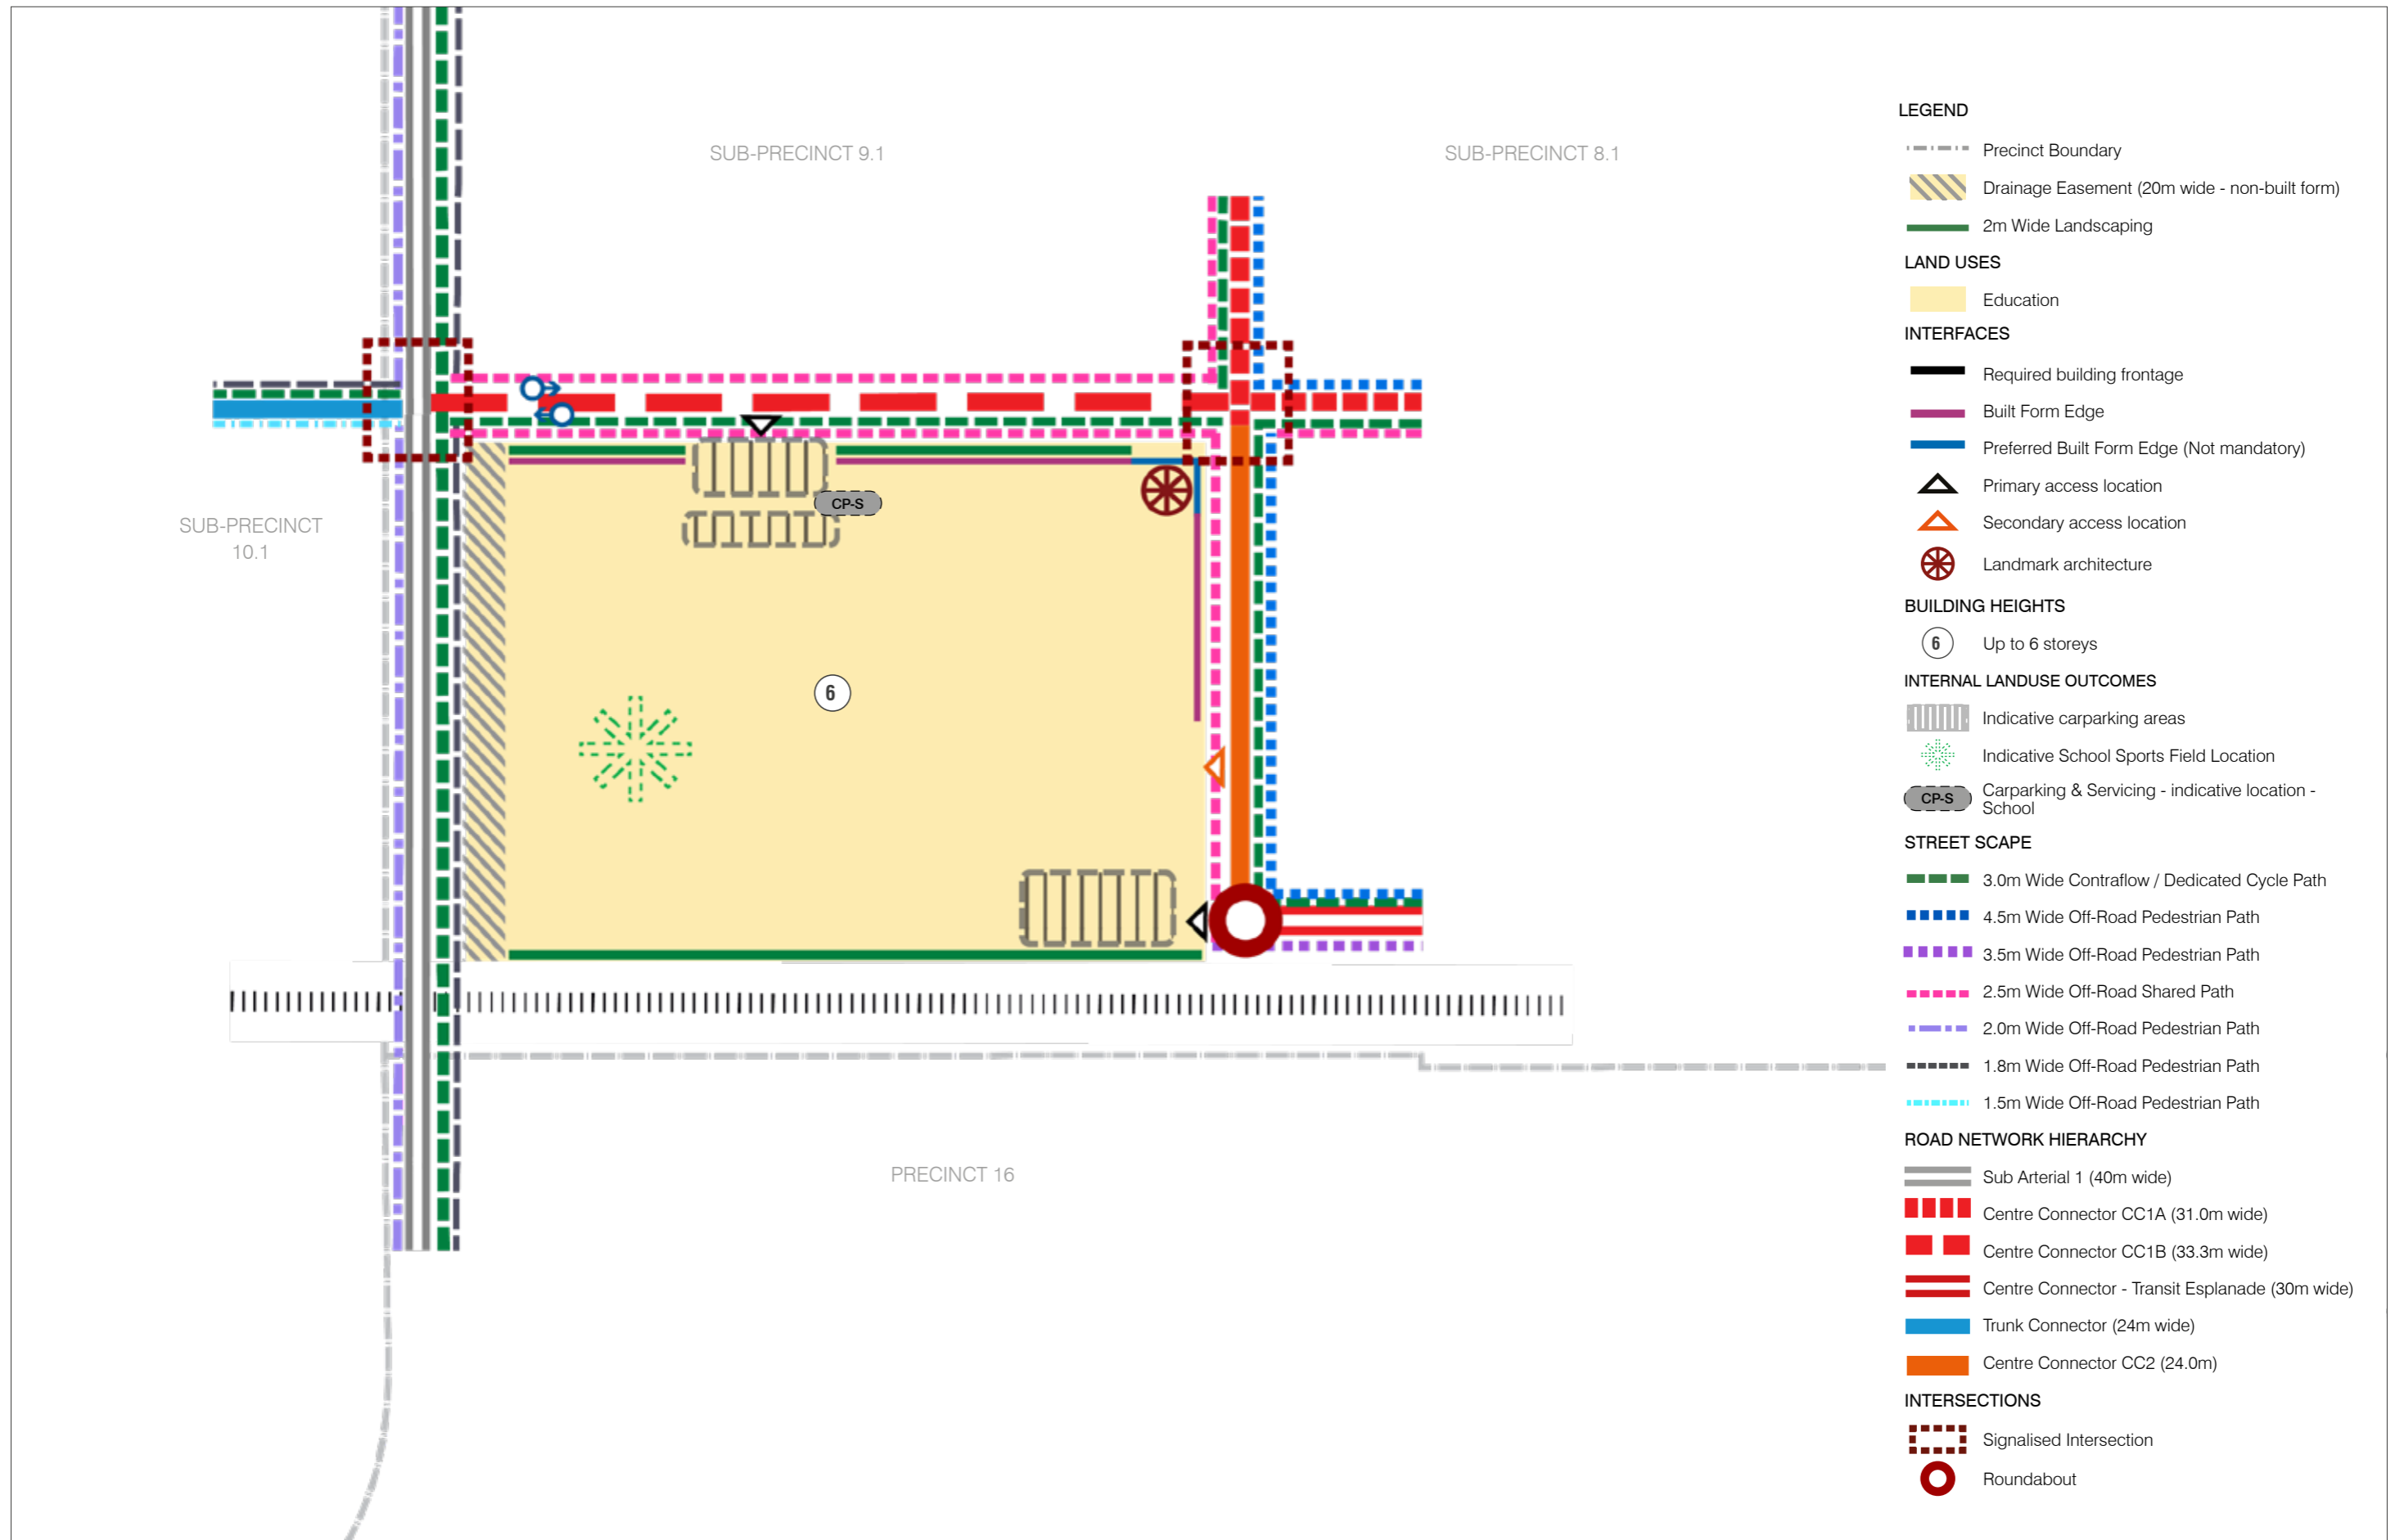 SUB-PRECINCT 9.1
SUB-PRECINCT 8.1
SUB-PRECINCT
10.1
CP-S
6
PRECINCT 16
LEGEND
Precinct Boundary
Drainage Easement (20m wide - non-built form)
2m Wide Landscaping
LAND USES
Education
INTERFACES
Required building frontage
Built Form Edge
Preferred Built Form Edge (Not mandatory)
Primary access location
Secondary access location
Landmark architecture
BUILDING HEIGHTS
6 Up to 6 storeys
INTERNAL LANDUSE OUTCOMES
Indicative carparking areas
Indicative School Sports Field Location
CP-S Carparking & Servicing - indicative location -
School
STREET SCAPE
3.0m Wide Contraflow / Dedicated Cycle Path
4.5m Wide Off-Road Pedestrian Path
3.5m Wide Off-Road Pedestrian Path
2.5m Wide Off-Road Shared Path
2.0m Wide Off-Road Pedestrian Path
1.8m Wide Off-Road Pedestrian Path
1.5m Wide Off-Road Pedestrian Path
ROAD NETWORK HIERARCHY
Sub Arterial 1 (40m wide)
Centre Connector CC1A (31.0m wide)
Centre Connector CC1B (33.3m wide)
Centre Connector - Transit Esplanade (30m wide)
Trunk Connector (24m wide)
Centre Connector CC2 (24.0m)
INTERSECTIONS
Signalised Intersection
Roundabout